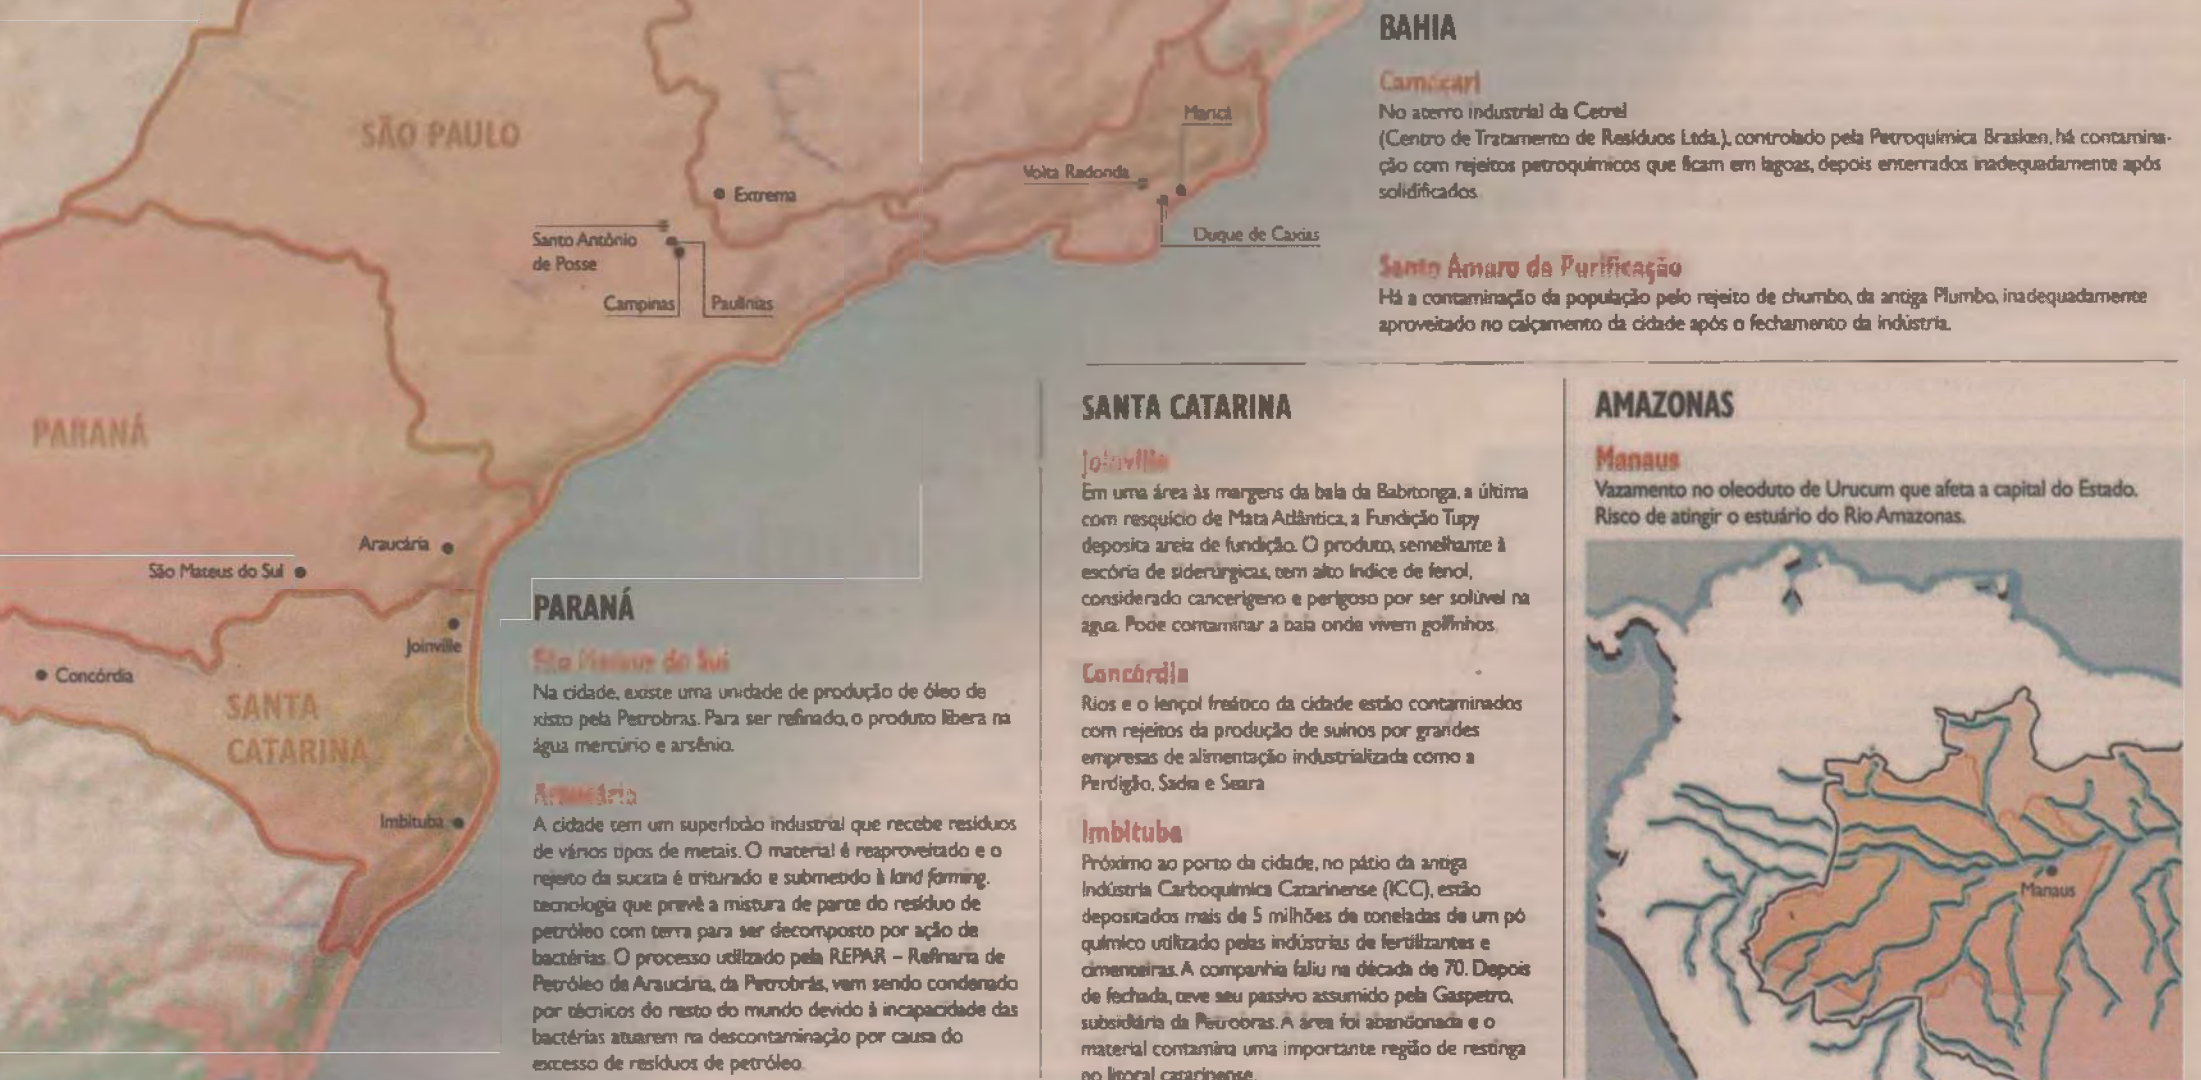 SÃO PAULO
Extrema
Santo Antônio
de Posse
Campinas
Paulínias
Maricá
Volta Radonda
Duque de Caxias
PARANÁ
Araucária
São Mateus do Sul
Joinville
Concórdia
SANTA
CATARINA
Imbituba
BAHIA
Camaçari
No aterro industrial da Cetrel
(Centro de Tratamento de Resíduos Ltda.), controlado pela Petroquímica Brasken, há contamina-
ção com rejeitos petroquímicos que ficam em lagoas, depois enterrados inadequadamente após
solidificados
Santo Amaro da Purificação
Há a contaminação da população pelo rejeito de chumbo, da antiga Plumbo, inadequadamente
aproveitado no calçamento da cidade após o fechamento da indústria.
PARANÁ
São Mateus do Sul
Na cidade, existe uma unidade de produção de óleo de
xisto pela Petrobras. Para ser refinado, o produto libera na
água mercúrio e arsênio.
Araucária
A cidade tem um superlixão industrial que recebe resíduos
de vários tipos de metais. O material é reaproveitado e o
rejeito da sucata é triturado e submetido à land farming,
tecnologia que prevê a mistura de parte do resíduo de
petróleo com terra para ser decomposto por ação de
bactérias. O processo utilizado pela REPAR – Refinaria de
Petróleo de Araucária, da Petrobrás, vem sendo condenado
por técnicos do resto do mundo devido à incapacidade das
bactérias atuarem na descontaminação por causa do
excesso de resíduos de petróleo.
SANTA CATARINA
Joinville
Em uma área às margens da baía da Babitonga, a última
com resquício de Mata Atlântica, a Fundição Tupy
deposita areia de fundição. O produto, semelhante à
escória de siderúrgicas, tem alto índice de fenol,
considerado cancerígeno e perigoso por ser solúvel na
água. Pode contaminar a baía onde vivem golfinhos.
Concórdia
Rios e o lençol freático da cidade estão contaminados
com rejeitos da produção de suínos por grandes
empresas de alimentação industrializada como a
Perdigão, Sadia e Seara
Imbituba
Próximo ao porto da cidade, no pátio da antiga
Indústria Carboquímica Catarinense (ICC), estão
depositados mais de 5 milhões de toneladas de um pó
químico utilizado pelas indústrias de fertilizantes e
cimenteiras. A companhia faliu na década de 70. Depois
de fechada, teve seu passivo assumido pela Gaspetro,
subsidiária da Petrobras. A área foi abandonada e o
material contamina uma importante região de restinga
no litoral catarinense.
AMAZONAS
Manaus
Vazamento no oleoduto de Urucum que afeta a capital do Estado.
Risco de atingir o estuário do Rio Amazonas.
Manaus